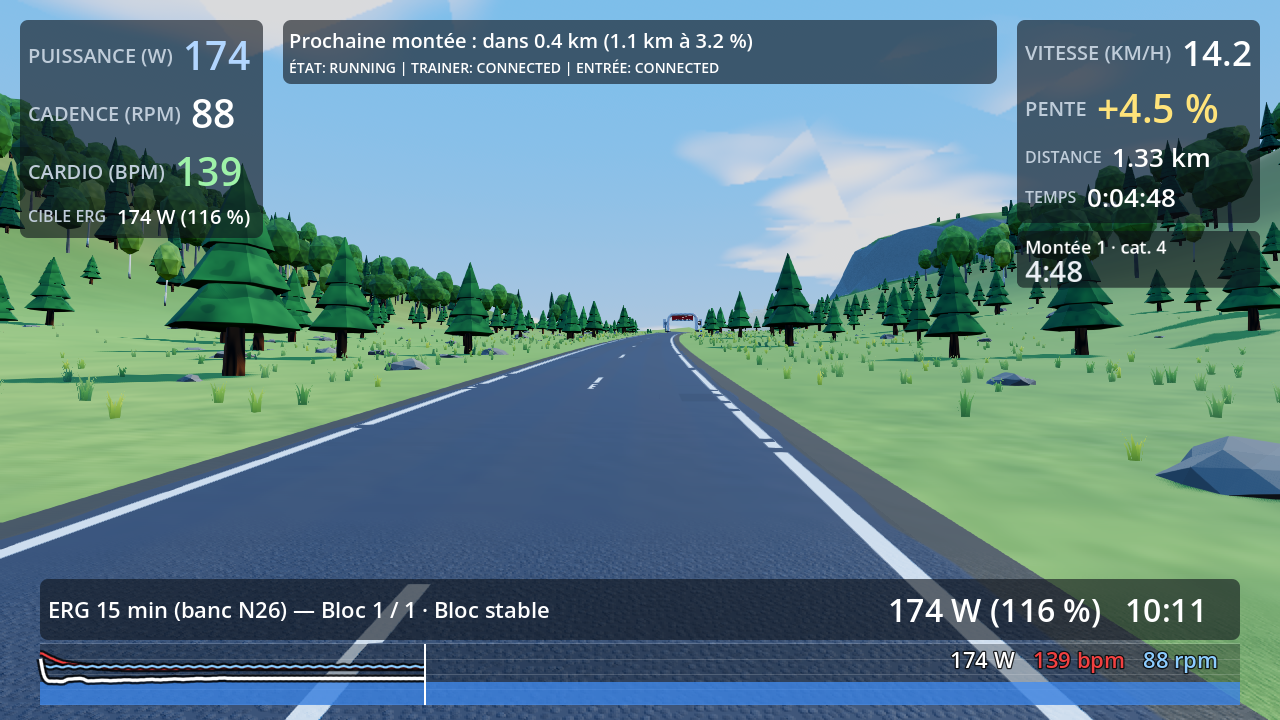 PUISSANCE (W) 174
CADENCE (RPM) 88
CARDIO (BPM) 139
CIBLE ERG 174 W (116 %)
Prochaine montée : dans 0.4 km (1.1 km à 3.2 %)
ÉTAT: RUNNING | TRAINER: CONNECTED | ENTRÉE: CONNECTED
VITESSE (KM/H) 14.2
PENTE +4.5 %
DISTANCE 1.33 km
TEMPS 0:04:48
Montée 1 · cat. 4
4:48
ERG 15 min (banc N26) — Bloc 1 / 1 · Bloc stable 174 W (116 %) 10:11
174 W 139 bpm 88 rpm